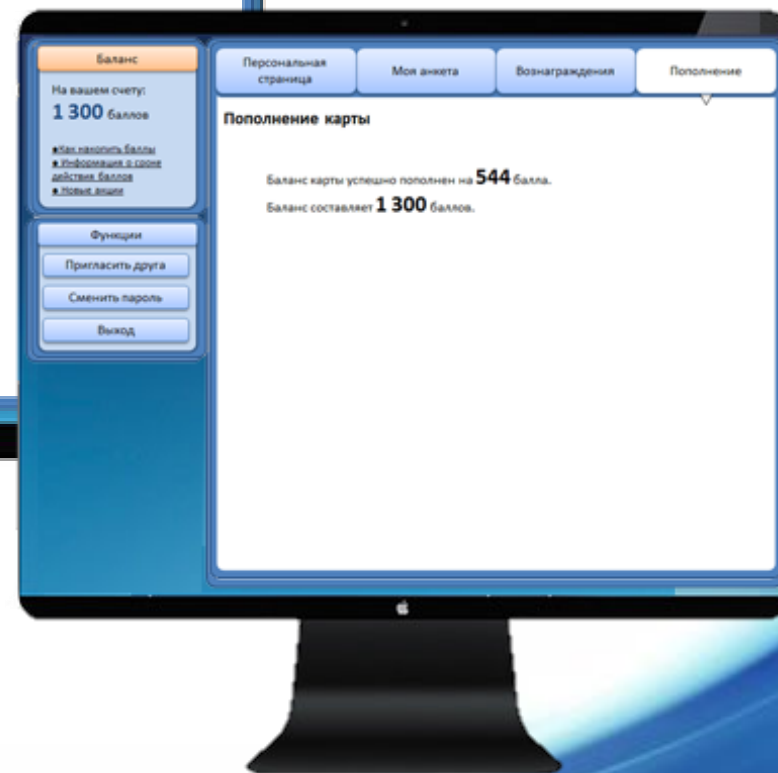 Баланс
На вашем счету:
1 300 баллов
●Как накопить баллы
● Информация о сроке
действия баллов
● Новые акции
Функции
Пригласить друга
Сменить пароль
Выход
Персональная
страница
Моя анкета
Вознаграждения
Пополнение
Пополнение карты
Баланс карты успешно пополнен на 544 балла.
Баланс составляет 1 300 баллов.